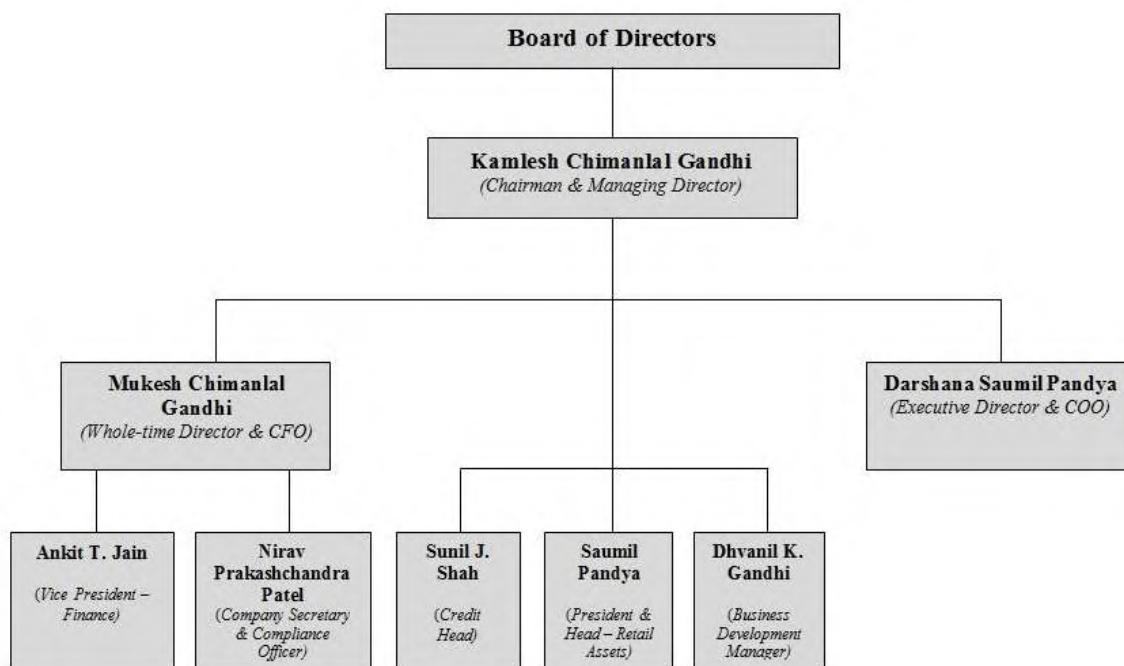 Board of Directors
Kamlesh Chimanlal Gandhi
(Chairman & Managing Director)
Mukesh Chimanlal
Gandhi
(Whole-time Director & CFO)
Darshana Saumil Pandya
(Executive Director & COO)
Ankit T. Jain
(Vice President –
Finance)
Nirav
Prakashchandra
Patel
(Company Secretary
& Compliance
Officer)
Sunil J.
Shah
(Credit
Head)
Saumil
Pandya
(President &
Head – Retail
Assets)
Dhvanil K.
Gandhi
(Business
Development
Manager)